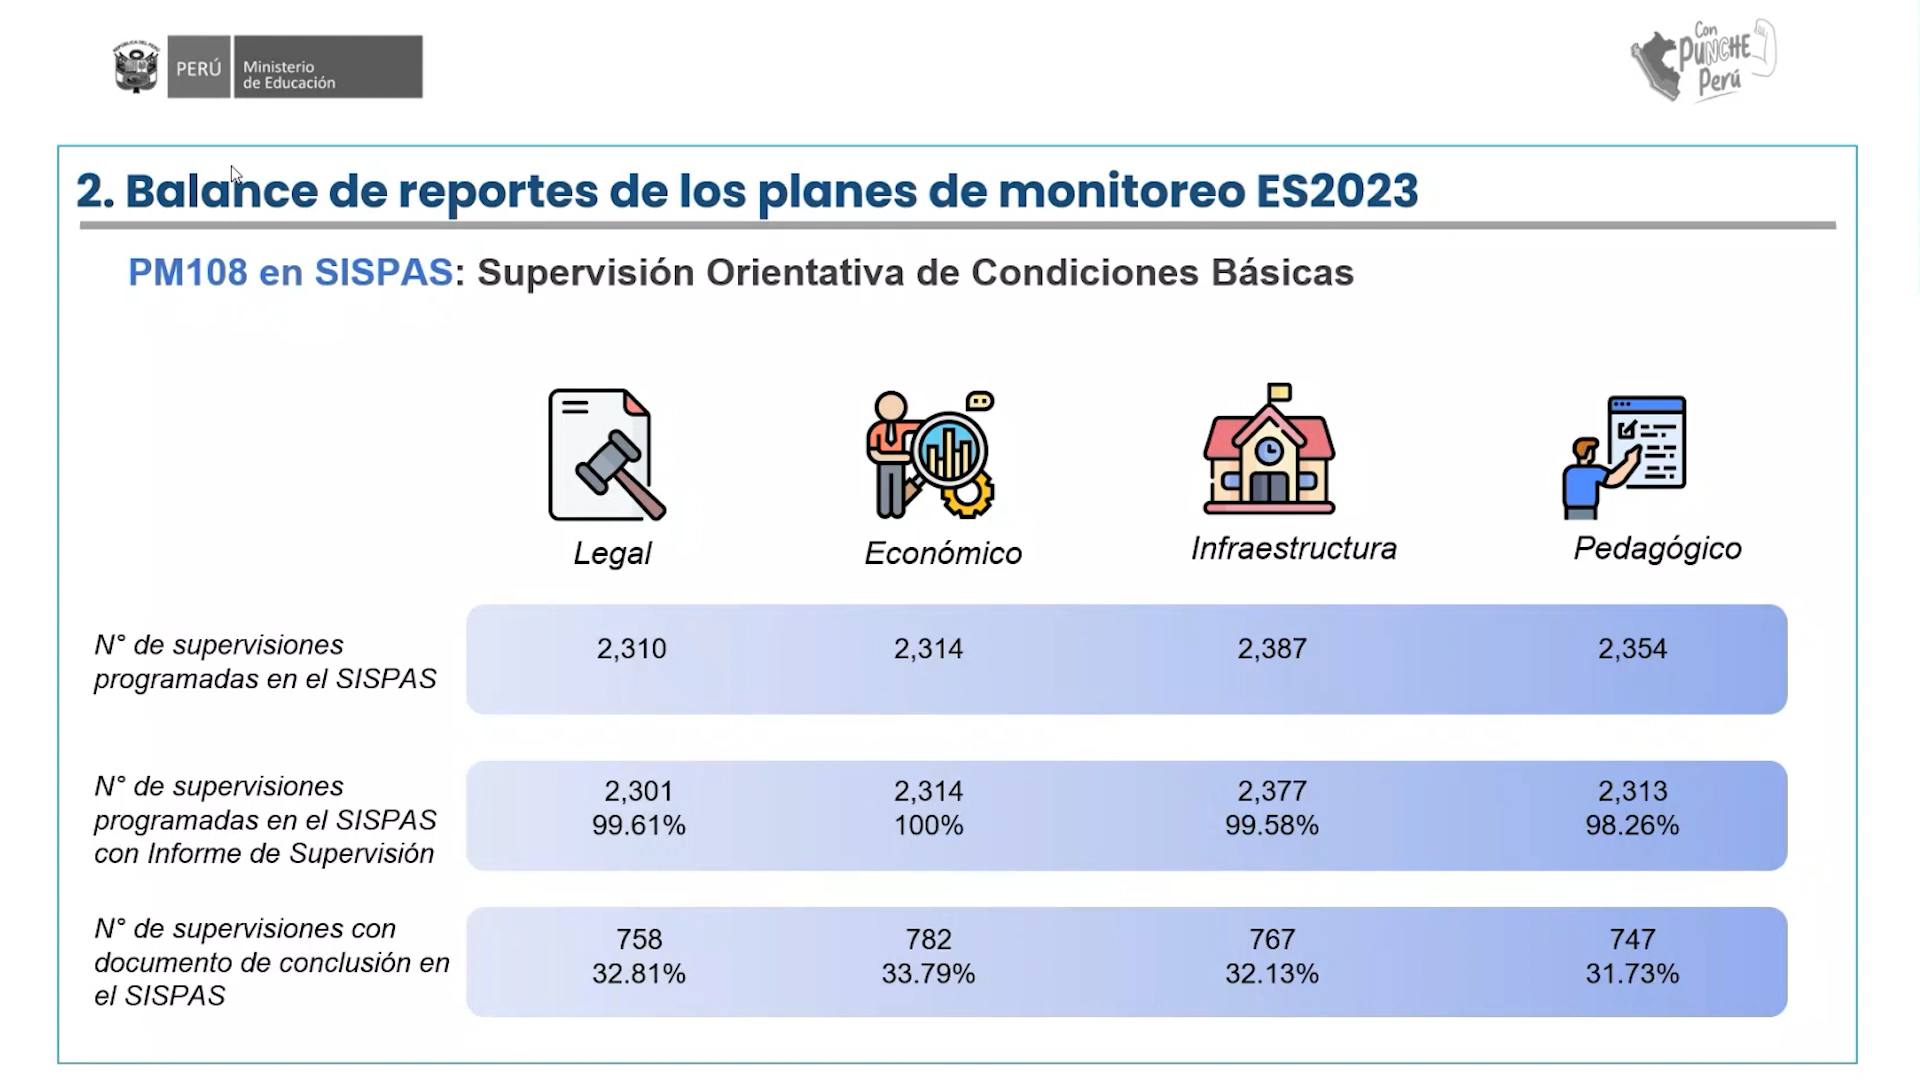 REPÚBLICA DEL PERÚ
PERÚ
Ministerio
de Educación
Con
PUNCHE
Perú
2. Balance de reportes de los planes de monitoreo ES2023
PM108 en SISPAS: Supervisión Orientativa de Condiciones Básicas
Legal
Económico
Infraestructura
Pedagógico
N° de supervisiones
programadas en el SISPAS
2,310
2,314
2,387
2,354
N° de supervisiones
programadas en el SISPAS
con Informe de Supervisión
2,301
99.61%
2,314
100%
2,377
99.58%
2,313
98.26%
N° de supervisiones con
documento de conclusión en
el SISPAS
758
32.81%
782
33.79%
767
32.13%
747
31.73%